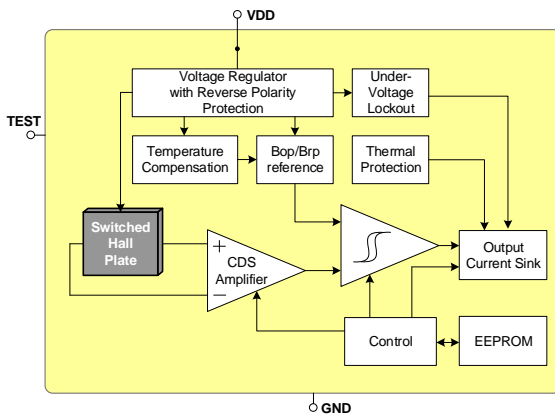 VDD
Voltage Regulator
with Reverse Polarity
Protection
Under-
Voltage
Lockout
TEST
Temperature
Compensation
Bop/Brp
reference
Thermal
Protection
Switched
Hall
Plate
+
CDS
Amplifier
−
Output
Current Sink
Control
EEPROM
GND